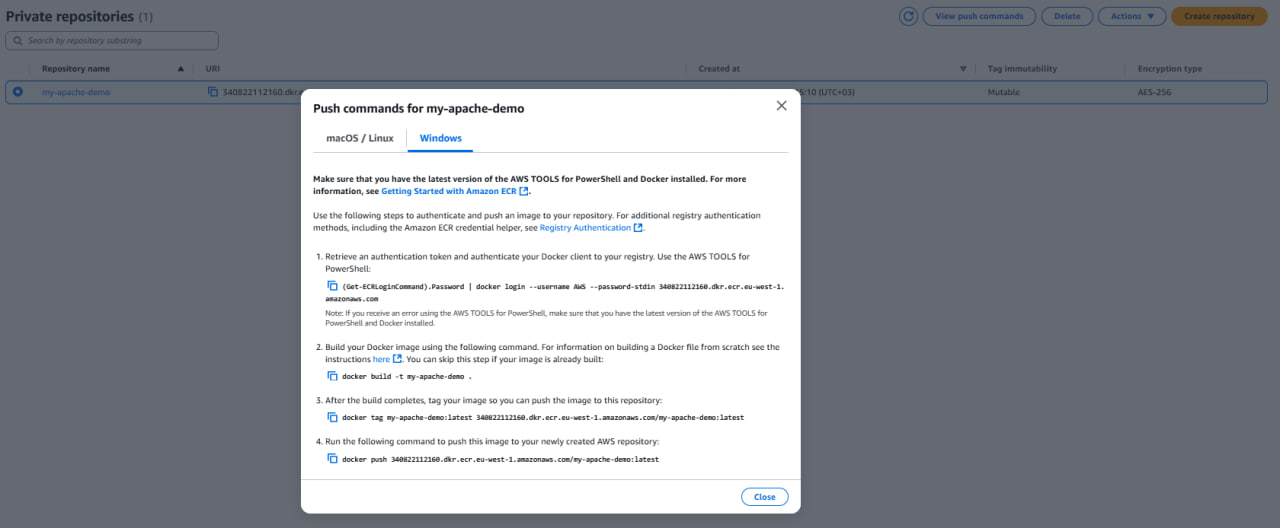 Private repositories (1)
View push commands
Delete
Actions
Create repository
Search by repository substring
Repository name
URI
Created at
Tag immutability
Encryption type
my-apache-demo
340822112160.dkr.e
5:10 (UTC+03)
Mutable
AES-256
Push commands for my-apache-demo
macOS / Linux
Windows
Make sure that you have the latest version of the AWS TOOLS for PowerShell and Docker installed. For more
information, see Getting Started with Amazon ECR.
Use the following steps to authenticate and push an image to your repository. For additional registry authentication
methods, including the Amazon ECR credential helper, see Registry Authentication.
1. Retrieve an authentication token and authenticate your Docker client to your registry. Use the AWS TOOLS for
PowerShell:
(Get-ECRLoginCommand).Password | docker login --username AWS --password-stdin 340822112160.dkr.ecr.eu-west-1.
amazonaws.com
Note: If you receive an error using the AWS TOOLS for PowerShell, make sure that you have the latest version of the AWS TOOLS for
PowerShell and Docker installed.
2. Build your Docker image using the following command. For information on building a Docker file from scratch see the
instructions here. You can skip this step if your image is already built:
docker build -t my-apache-demo .
3. After the build completes, tag your image so you can push the image to this repository:
docker tag my-apache-demo:latest 340822112160.dkr.ecr.eu-west-1.amazonaws.com/my-apache-demo:latest
4. Run the following command to push this image to your newly created AWS repository:
docker push 340822112160.dkr.ecr.eu-west-1.amazonaws.com/my-apache-demo:latest
Close